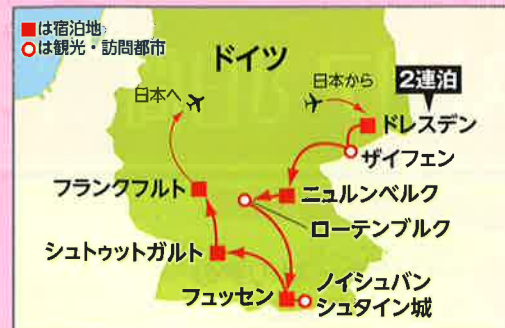 ■は宿泊地
○は観光・訪問都市
ドイツ
日本から
2連泊
日本へ
ドレスデン
ザイフェン
フランクフルト
ニュルンベルク
ローテンブルク
シュトゥットガルト
ノイシュバン
シュタイン城
フュッセン